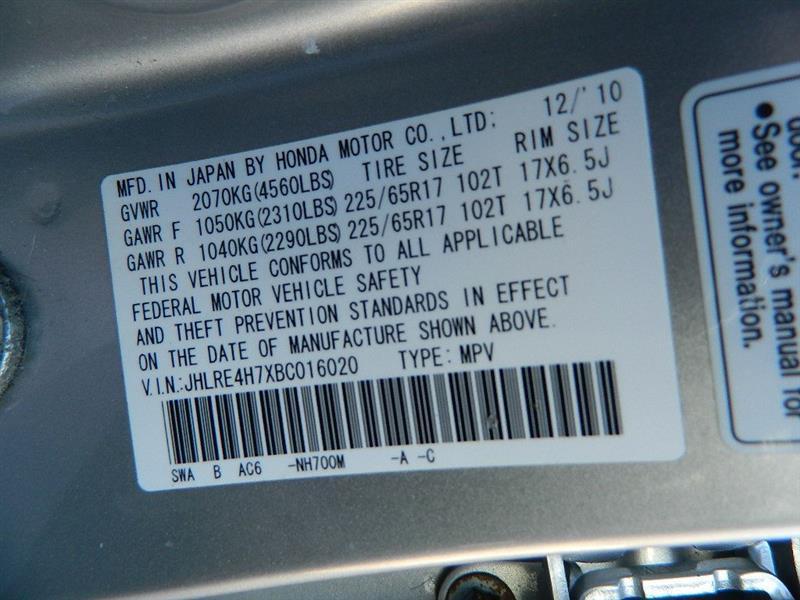 MFD. IN JAPAN BY HONDA MOTOR CO.,LTD; 12/'10
GVWR 2070KG(4560LBS) TIRE SIZE RIM SIZE
GAWR F 1050KG(2310LBS) 225/65R17 102T 17X6.5J
GAWR R 1040KG(2290LBS) 225/65R17 102T 17X6.5J
THIS VEHICLE CONFORMS TO ALL APPLICABLE
FEDERAL MOTOR VEHICLE SAFETY
AND THEFT PREVENTION STANDARDS IN EFFECT
ON THE DATE OF MANUFACTURE SHOWN ABOVE.
V.I.N.:JHLRE4H7XBC016020 TYPE: MPV
SWA B AC6 -NH700M -A -C
door.
●See owner's manual for
more information.